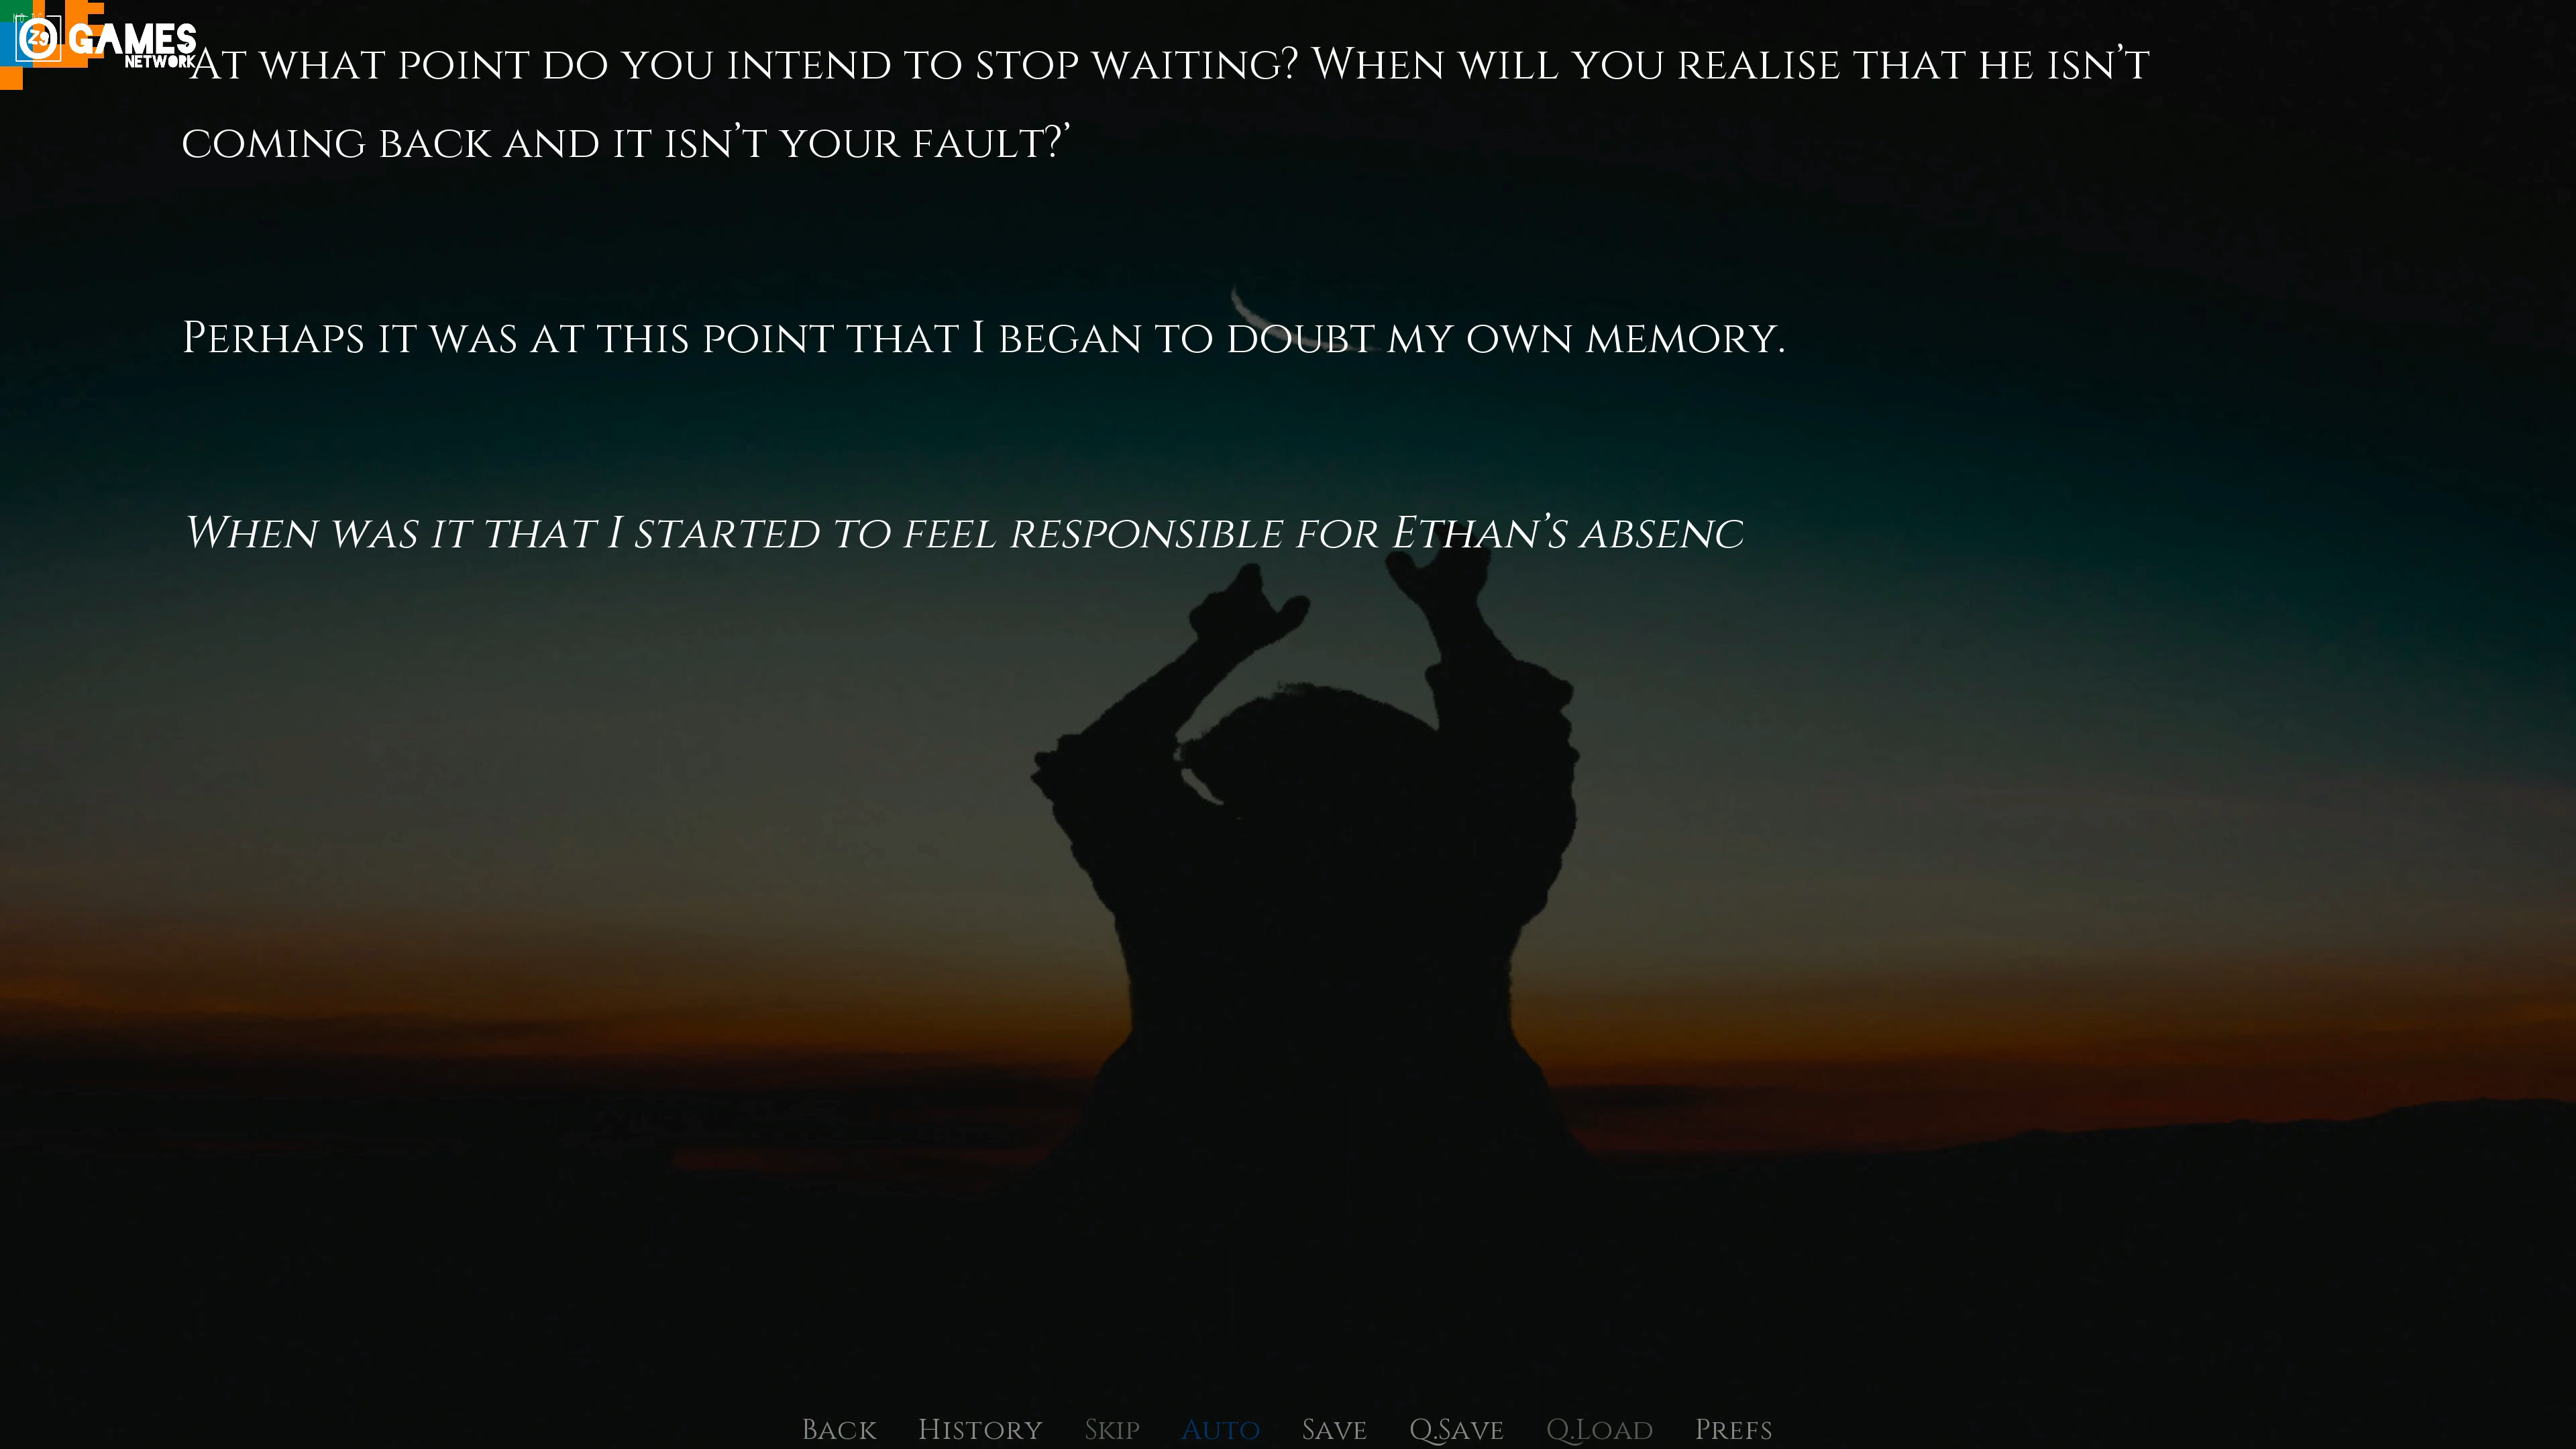 Z9 GAMES
NETWORK
‘At what point do you intend to stop waiting? When will you realise that he isn’t
coming back and it isn’t your fault?’
Perhaps it was at this point that I began to doubt my own memory.
When was it that I started to feel responsible for Ethan’s absenc
Back History Skip Auto Save Q.Save Q.Load Prefs